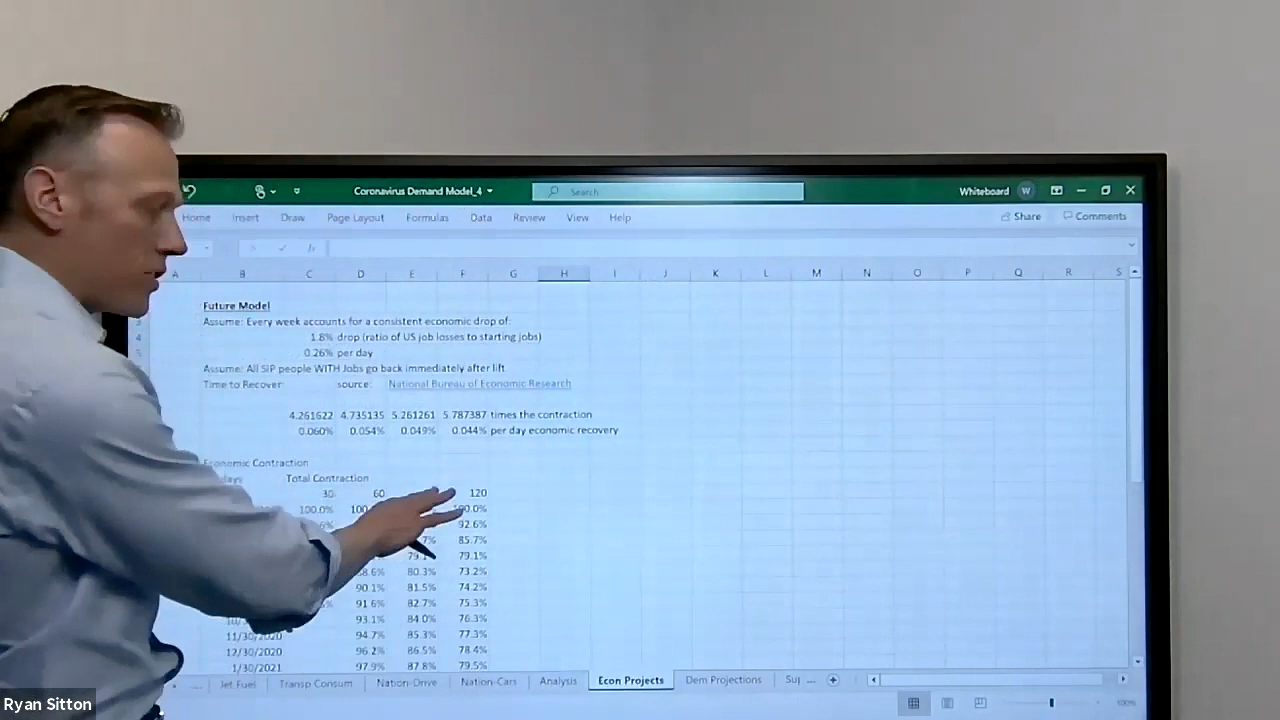 Coronavirus Demand Model_4
Search
Whiteboard W
Home Insert Draw Page Layout Formulas Data Review View Help Share Comments
fx
A B C D E F G H I J K L M N O P Q R S
Future Model
Assume: Every week accounts for a consistent economic drop of:
1.8% drop (ratio of US job losses to starting jobs)
0.26% per day
Assume: All SIP people WITH Jobs go back immediately after lift
Time to Recover source: National Bureau of Economic Research
4.261622 4.735135 5.261261 5.787387 times the contraction
0.060% 0.054% 0.049% 0.044% per day economic recovery
Economic Contraction
days Total Contraction
30 60 120
100.0%
92.6%
85.7%
79.1%
80.3% 73.2%
90.1% 81.5% 74.2%
91.6% 82.7% 75.3%
93.1% 84.0% 76.3%
11/30/2020 94.7% 85.3% 77.3%
12/30/2020 96.2% 86.5% 78.4%
1/30/2021 97.9% 87.8% 79.5%
... Jet Fuel Transp Consum Nation-Drive Nation-Cars Analysis Econ Projects Dem Projections Sup ...
100%
Ryan Sitton